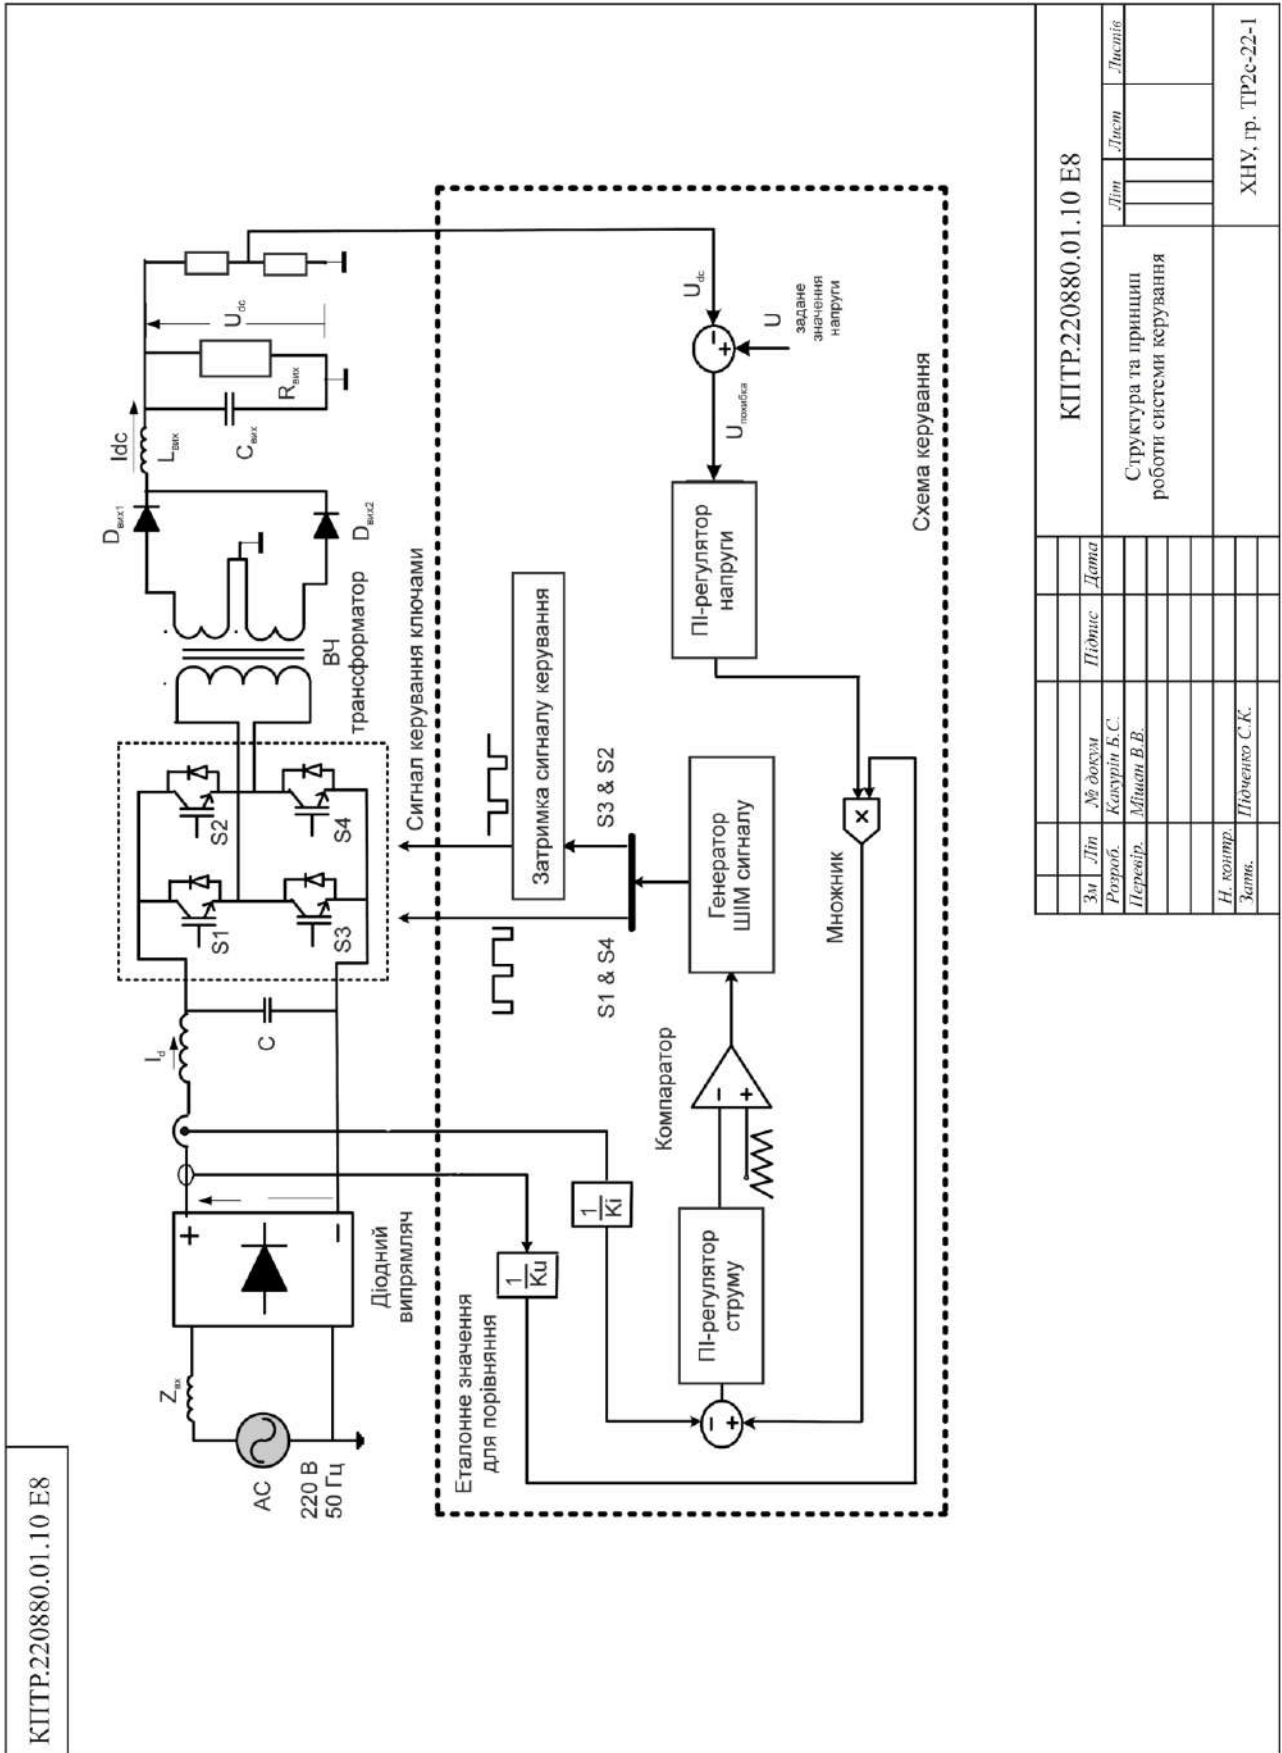 КПТР.220880.01.10 Е8
AC
220 В
50 Гц
Zвх
Діодний
випрямляч
+
−
Id
C
S1
S2
S3
S4
ВЧ
трансформатор
Dвих1
Dвих2
Idc
Lвих
Cвих
Rвих
Udc
Сигнал керування ключами
Еталонне значення
для порівняння
1
Ku
1
Ki
S1 & S4
S3 & S2
Затримка сигналу керування
Компаратор
−
+
Генератор
ШІМ сигналу
ПІ-регулятор
струму
−
+
ПІ-регулятор
напруги
Uпохибка
−
+
Udc
U
задане
значення
напруги
Множник
x
Схема керування
КПТР.220880.01.10 Е8
Зм Літ № докум Підпис Дата
Розроб. Какурін Б.С.
Перевір. Мішан В.В.
Н. контр.
Затв. Підченко С.К.
Структура та принцип
роботи системи керування
Літ Лист Листів
ХНУ, гр. ТР2с-22-1